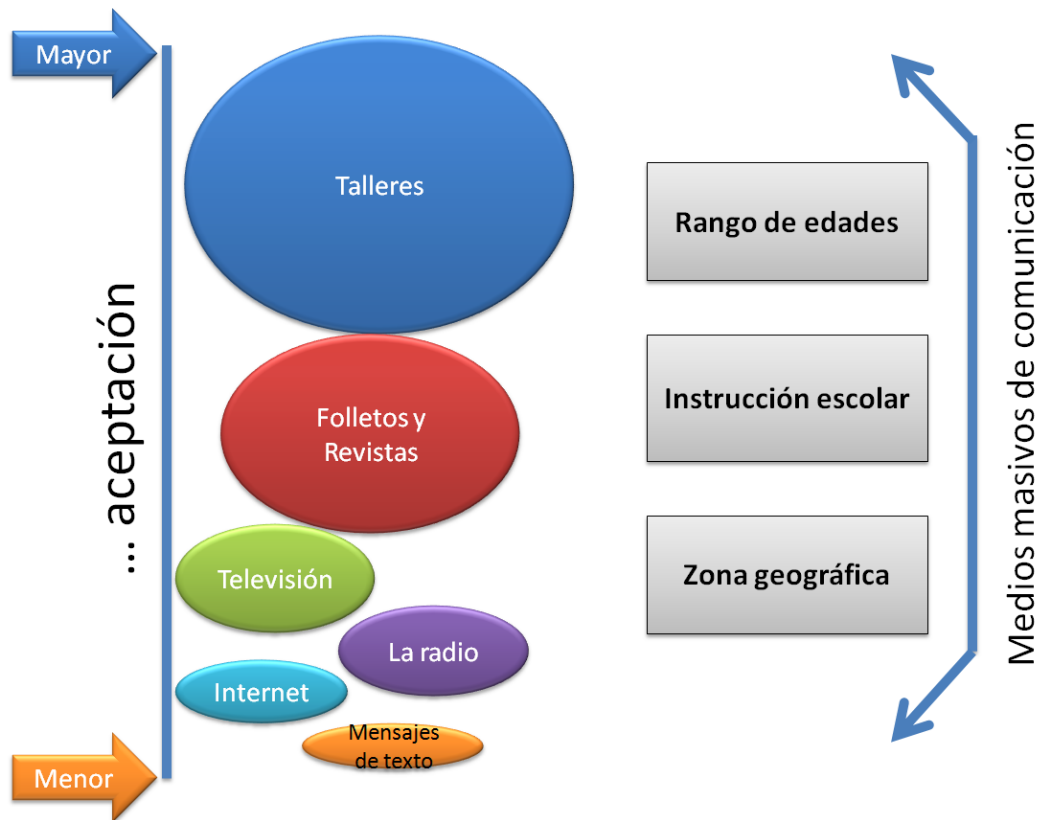 Mayor
... aceptación
Menor
Talleres
Folletos y
Revistas
Televisión
La radio
Internet
Mensajes
de texto
Rango de edades
Instrucción escolar
Zona geográfica
Medios masivos de comunicación